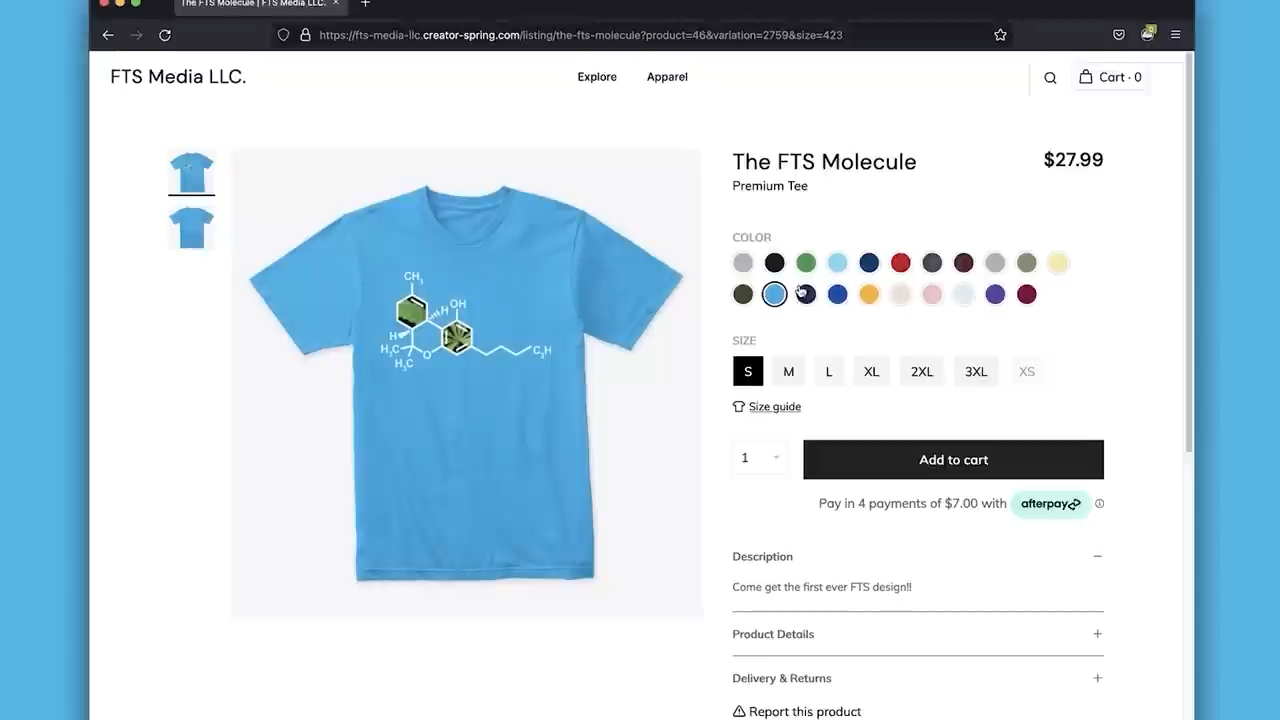 The FTS Molecule | FTS Media LLC.
https://fts-media-llc.creator-spring.com/listing/the-fts-molecule?product=46&variation=2759&size=423
FTS Media LLC.
Explore
Apparel
Cart · 0
The FTS Molecule
$27.99
Premium Tee
COLOR
CH₃
OH
H
H
H₃C
O
H₃C
C₅H
SIZE
S M L XL 2XL 3XL XS
Size guide
1
Add to cart
Pay in 4 payments of $7.00 with afterpay
Description
Come get the first ever FTS design!!
Product Details
Delivery & Returns
Report this product